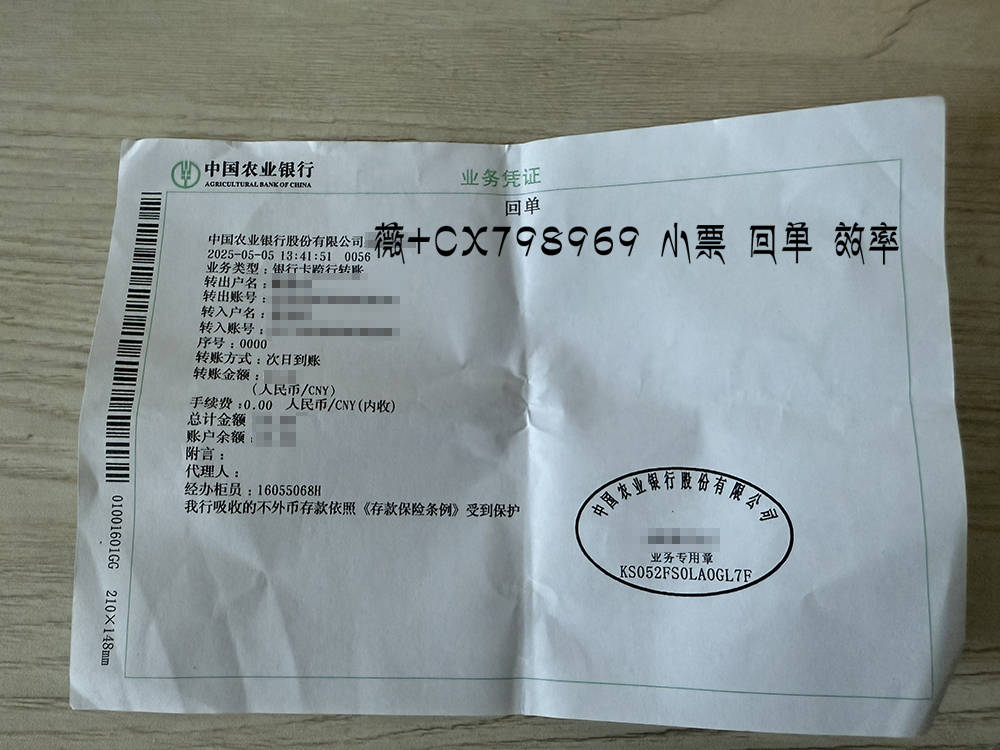 中国农业银行
AGRICULTURAL BANK OF CHINA
业务凭证
回单
薇+CX798969 小票 回单 效率
中国农业银行股份有限公司
2025-05-05 13:41:51 0056
业务类型：银行卡跨行转账
转出户名：
转出账号：
转入户名：
转入账号：
序号：0000
转账方式：次日到账
转账金额：
(人民币/CNY)
手续费:0.00 人民币/CNY(内收)
总计金额
账户余额：
附言：
代理人：
经办柜员：16055068H
我行吸收的不外币存款依照《存款保险条例》受到保护
中国农业银行股份有限公司
业务专用章
KS052FS0LA0GL7F
01001601GG 210×148mm